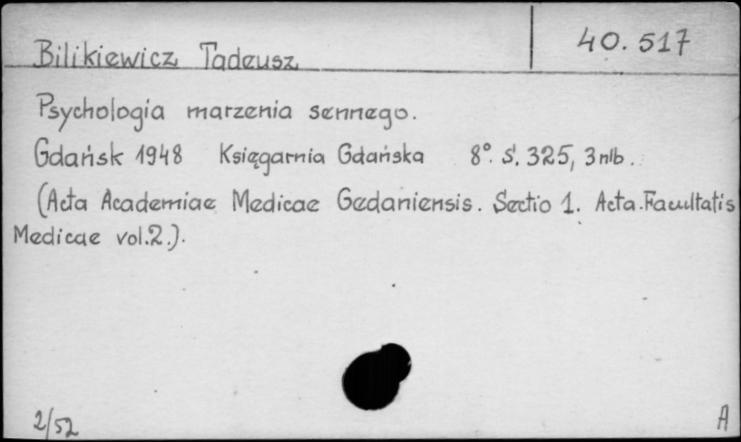 40.517
Bilikiewicz Tadeusz
Psychologia marzenia sennego.
Gdańsk 1948 Księgarnia Gdańska 8°. S. 325, 3 nlb.
(Acta Academiae Medicae Gedaniensis. Sectio 1. Acta Facultatis
Medicae vol.2.).
2/52
A